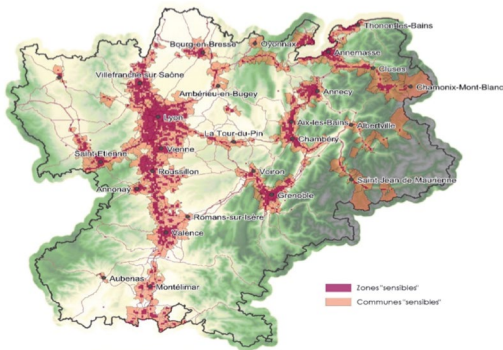 Thonon-les-Bains
Bourg-en-Bresse
Oyonnax
Annemasse
Cluses
Villefranche-sur-Saône
Ambérieu-en-Bugey
Annecy
Chamonix-Mont-Blanc
Lyon
Aix-les-Bains
Albertville
La Tour-du-Pin
Chambéry
Vienne
Saint-Etienne
Voiron
Roussillon
Saint-Jean-de-Maurienne
Annonay
Grenoble
Romans-sur-Isère
Valence
Aubenas
Montélimar
Zones "sensibles"
Communes "sensibles"